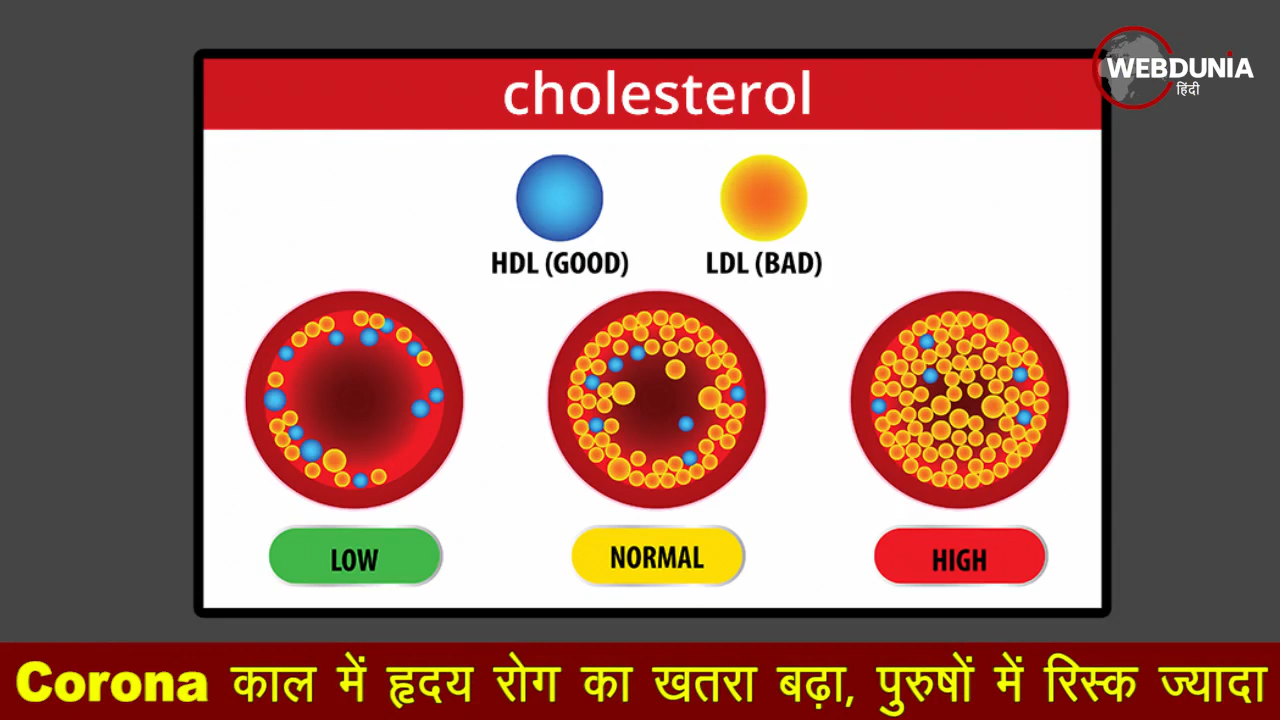 WEBDUNIA
हिंदी
cholesterol
HDL (GOOD) LDL (BAD)
LOW NORMAL HIGH
Corona काल में हृदय रोग का खतरा बढ़ा, पुरुषों में रिस्क ज्यादा